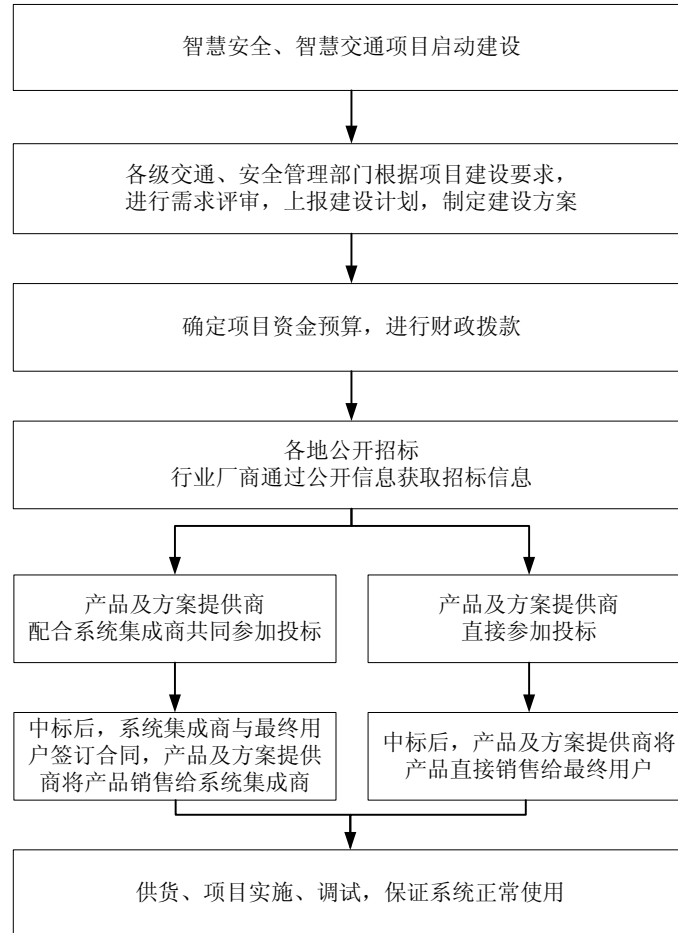 智慧安全、智慧交通项目启动建设
各级交通、安全管理部门根据项目建设要求，
进行需求评审，上报建设计划，制定建设方案
确定项目资金预算，进行财政拨款
各地公开招标
行业厂商通过公开信息获取招标信息
产品及方案提供商
配合系统集成商共同参加投标
产品及方案提供商
直接参加投标
中标后，系统集成商与最终用
户签订合同，产品及方案提供
商将产品销售给系统集成商
中标后，产品及方案提供商将
产品直接销售给最终用户
供货、项目实施、调试，保证系统正常使用